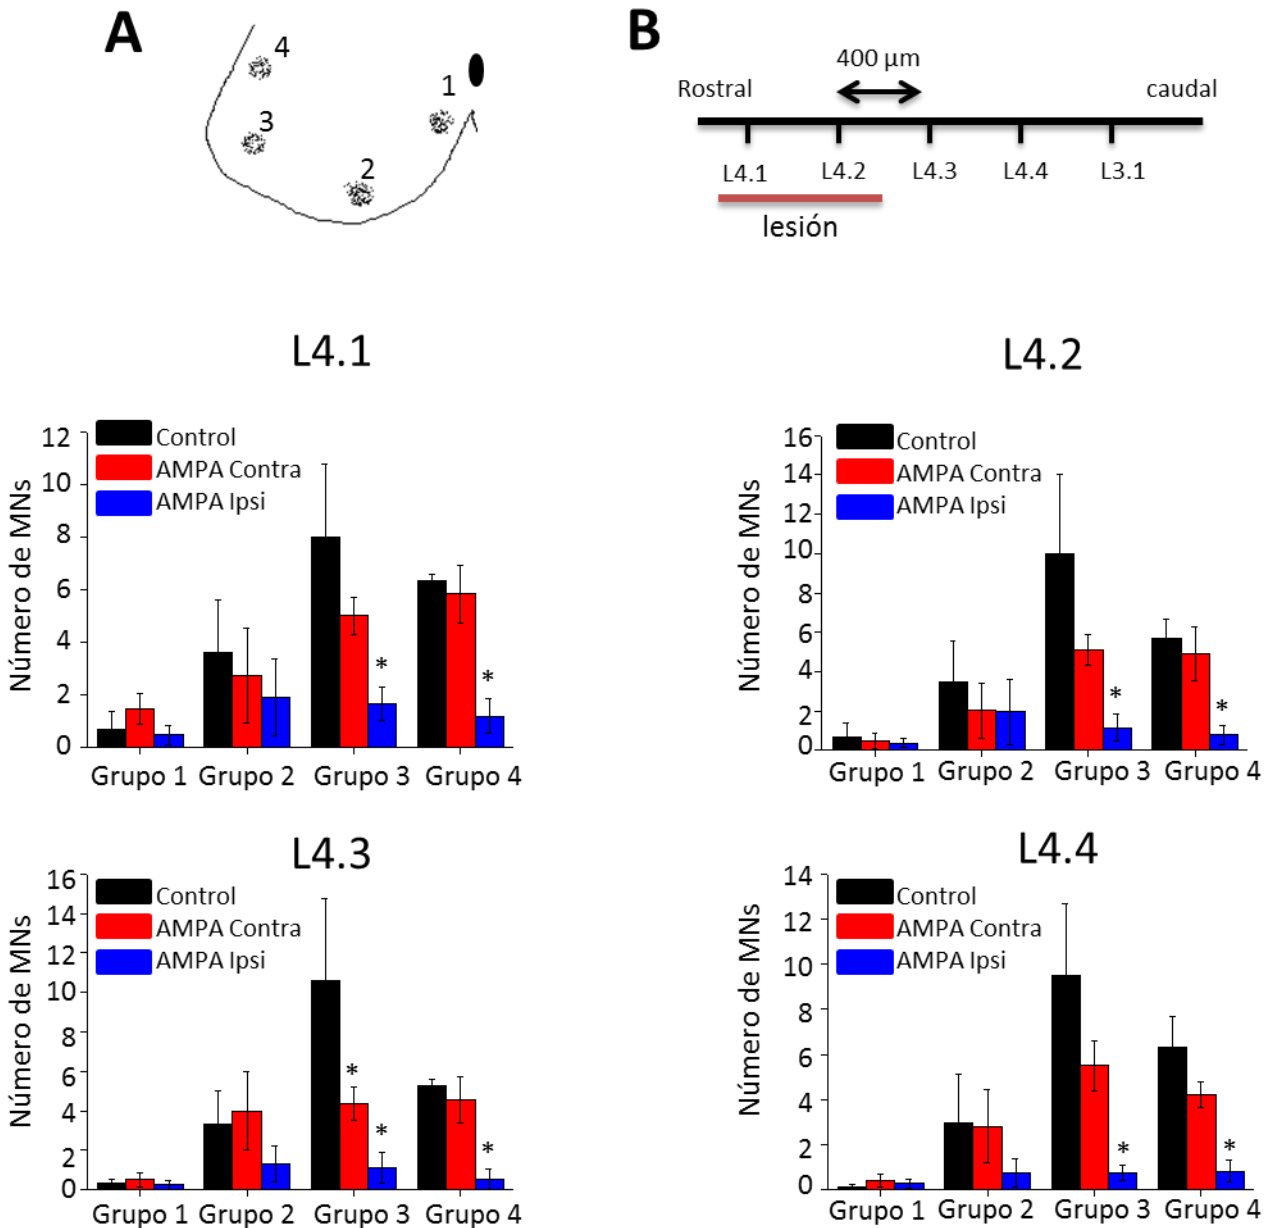 A
4
3
2
1
B
400 µm
Rostral
caudal
L4.1
L4.2
L4.3
L4.4
L3.1
lesión
L4.1
Número de MNs
12
10
8
6
4
2
0
Control
AMPA Contra
AMPA Ipsi
*
*
Grupo 1
Grupo 2
Grupo 3
Grupo 4
L4.2
Número de MNs
16
14
12
10
8
6
4
2
0
Control
AMPA Contra
AMPA Ipsi
*
*
Grupo 1
Grupo 2
Grupo 3
Grupo 4
L4.3
Número de MNs
16
14
12
10
8
6
4
2
0
Control
AMPA Contra
AMPA Ipsi
*
*
*
Grupo 1
Grupo 2
Grupo 3
Grupo 4
L4.4
Número de MNs
14
12
10
8
6
4
2
0
Control
AMPA Contra
AMPA Ipsi
*
*
Grupo 1
Grupo 2
Grupo 3
Grupo 4